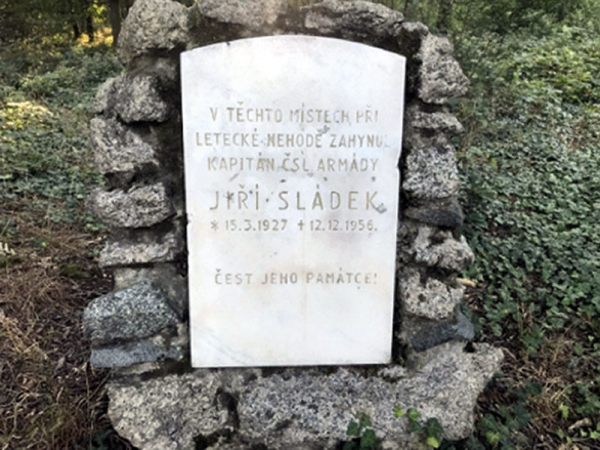 V TĚCHTO MÍSTECH, PŘI
LETECKÉ NEHODĚ ZAHYNUL
KAPITÁN ČSL. ARMÁDY
JIŘÍ SLÁDEK
* 15.3.1927 + 12.12.1956.
ČEST JEHO PAMÁTCE!